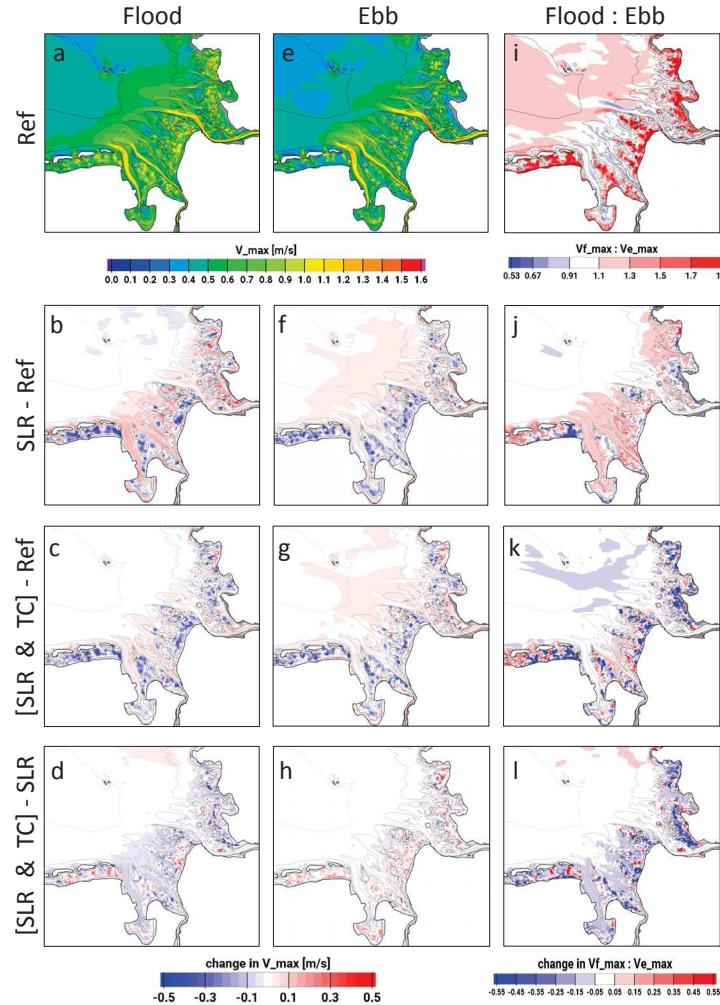 Flood Ebb Flood : Ebb
Ref
a e i
V_max [m/s]
0.0 0.1 0.2 0.3 0.4 0.5 0.6 0.7 0.8 0.9 1.0 1.1 1.2 1.3 1.4 1.5 1.6
Vf_max : Ve_max
0.53 0.67 0.91 1.1 1.3 1.5 1.7
SLR - Ref
b f j
[SLR & TC] - Ref
c g k
[SLR & TC] - SLR
d h l
change in V_max [m/s]
-0.5 -0.3 -0.1 0.1 0.3 0.5
change in Vf_max : Ve_max
-0.55 -0.45 -0.35 -0.25 -0.15 -0.05 0.05 0.15 0.25 0.35 0.45 0.55